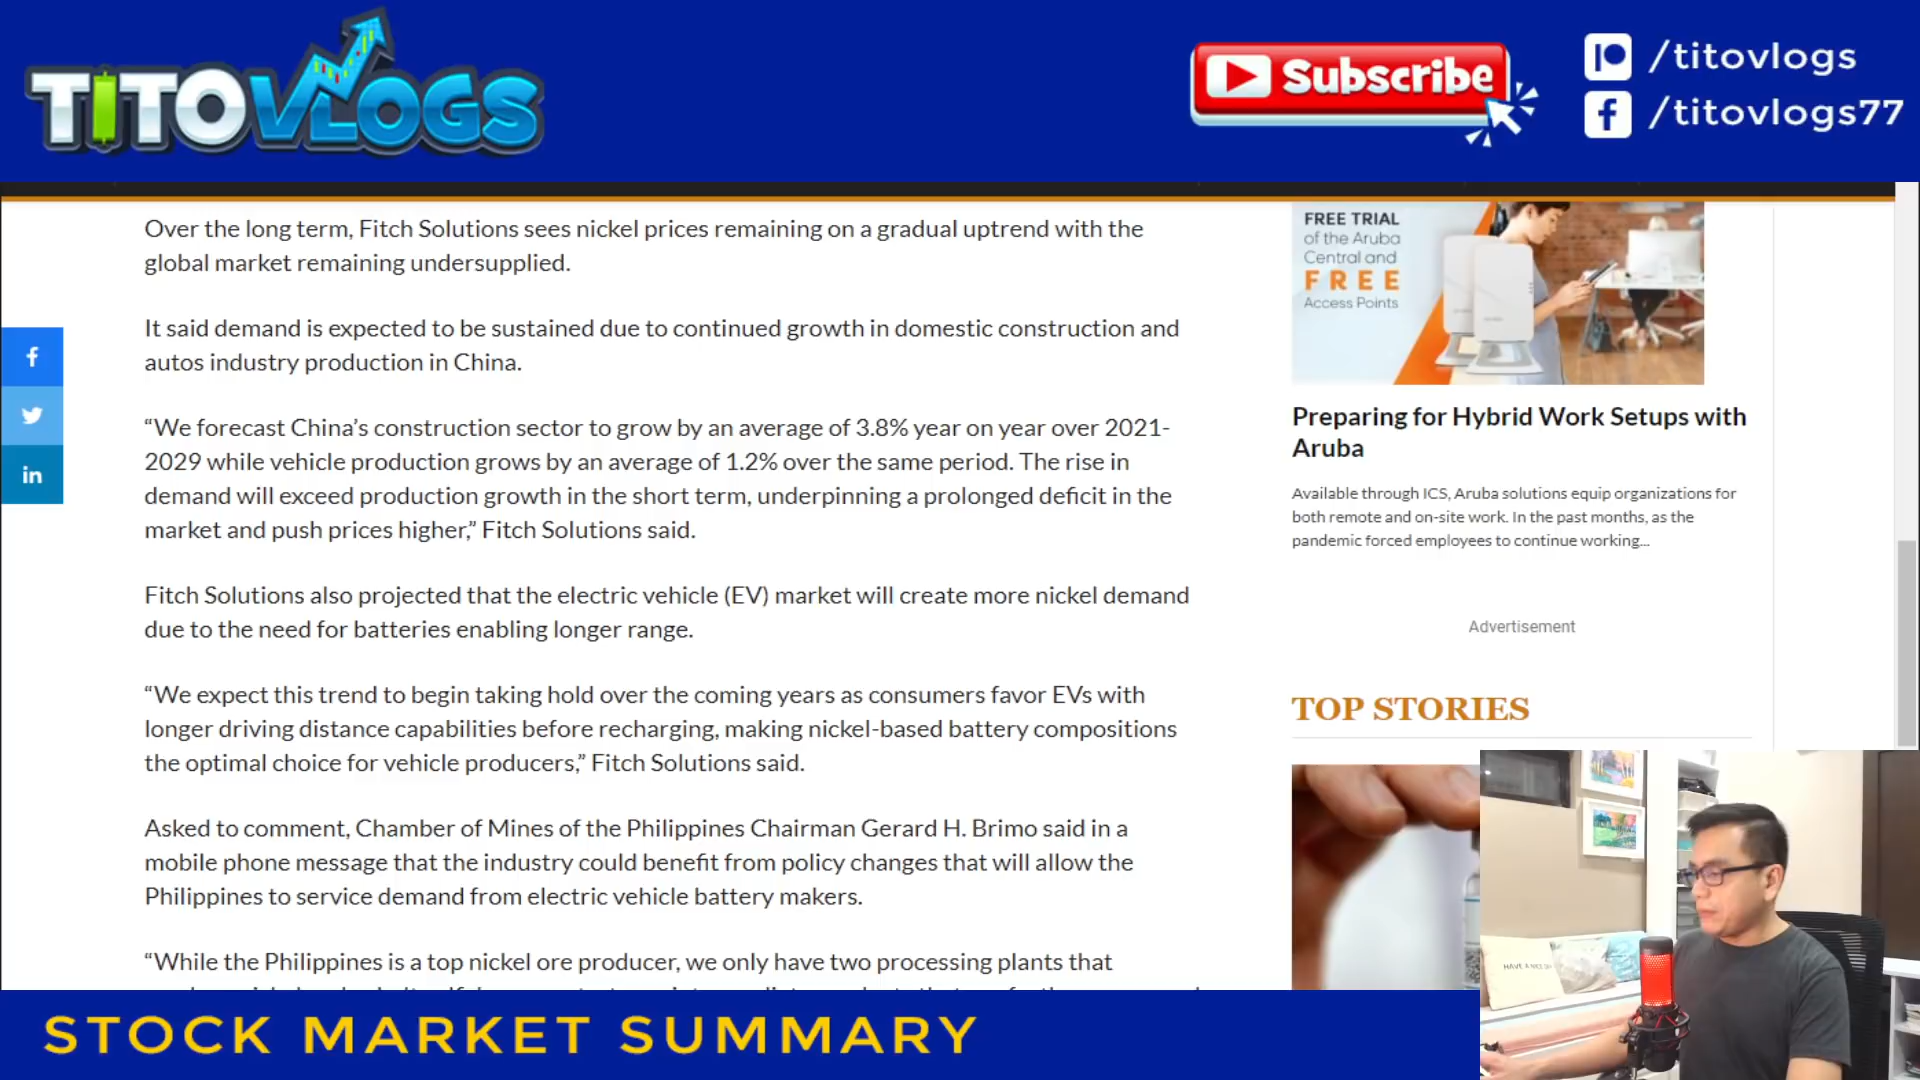 TITOVLOGS
Subscribe
/titovlogs
/titovlogs77
Over the long term, Fitch Solutions sees nickel prices remaining on a gradual uptrend with the
global market remaining undersupplied.
It said demand is expected to be sustained due to continued growth in domestic construction and
autos industry production in China.
“We forecast China’s construction sector to grow by an average of 3.8% year on year over 2021-
2029 while vehicle production grows by an average of 1.2% over the same period. The rise in
demand will exceed production growth in the short term, underpinning a prolonged deficit in the
market and push prices higher,” Fitch Solutions said.
Fitch Solutions also projected that the electric vehicle (EV) market will create more nickel demand
due to the need for batteries enabling longer range.
“We expect this trend to begin taking hold over the coming years as consumers favor EVs with
longer driving distance capabilities before recharging, making nickel-based battery compositions
the optimal choice for vehicle producers,” Fitch Solutions said.
Asked to comment, Chamber of Mines of the Philippines Chairman Gerard H. Brimo said in a
mobile phone message that the industry could benefit from policy changes that will allow the
Philippines to service demand from electric vehicle battery makers.
“While the Philippines is a top nickel ore producer, we only have two processing plants that
FREE TRIAL
of the Aruba
Central and
FREE
Access Points
Preparing for Hybrid Work Setups with
Aruba
Available through ICS, Aruba solutions equip organizations for
both remote and on-site work. In the past months, as the
pandemic forced employees to continue working...
Advertisement
TOP STORIES
STOCK MARKET SUMMARY